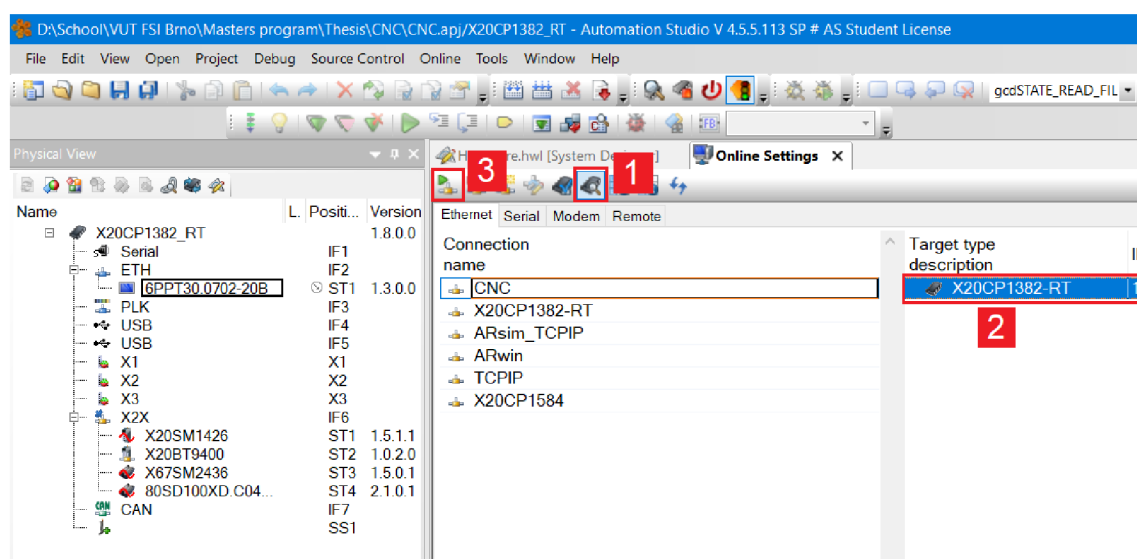 D:\School\VUT FSI Brno\Masters program\Thesis\CNC\CNC.apj/X20CP1382_RT - Automation Studio V 4.5.5.113 SP # AS Student License
File Edit View Open Project Debug Source Control Online Tools Window Help
gcdSTATE_READ_FIL
Physical View
.hwl [System De
Online Settings X
3
1
Name L. Positi... Version
Ethernet Serial Modem Remote
X20CP1382_RT 1.8.0.0
Serial IF1
ETH IF2
6PPT30.0702-20B ST1 1.3.0.0
PLK IF3
USB IF4
USB IF5
X1 X1
X2 X2
X3 X3
X2X IF6
X20SM1426 ST1 1.5.1.1
X20BT9400 ST2 1.0.2.0
X67SM2436 ST3 1.5.0.1
80SD100XD.C04... ST4 2.1.0.1
CAN IF7
SS1
Connection
name
CNC
X20CP1382-RT
ARsim_TCPIP
ARwin
TCPIP
X20CP1584
Target type
description
X20CP1382-RT
2